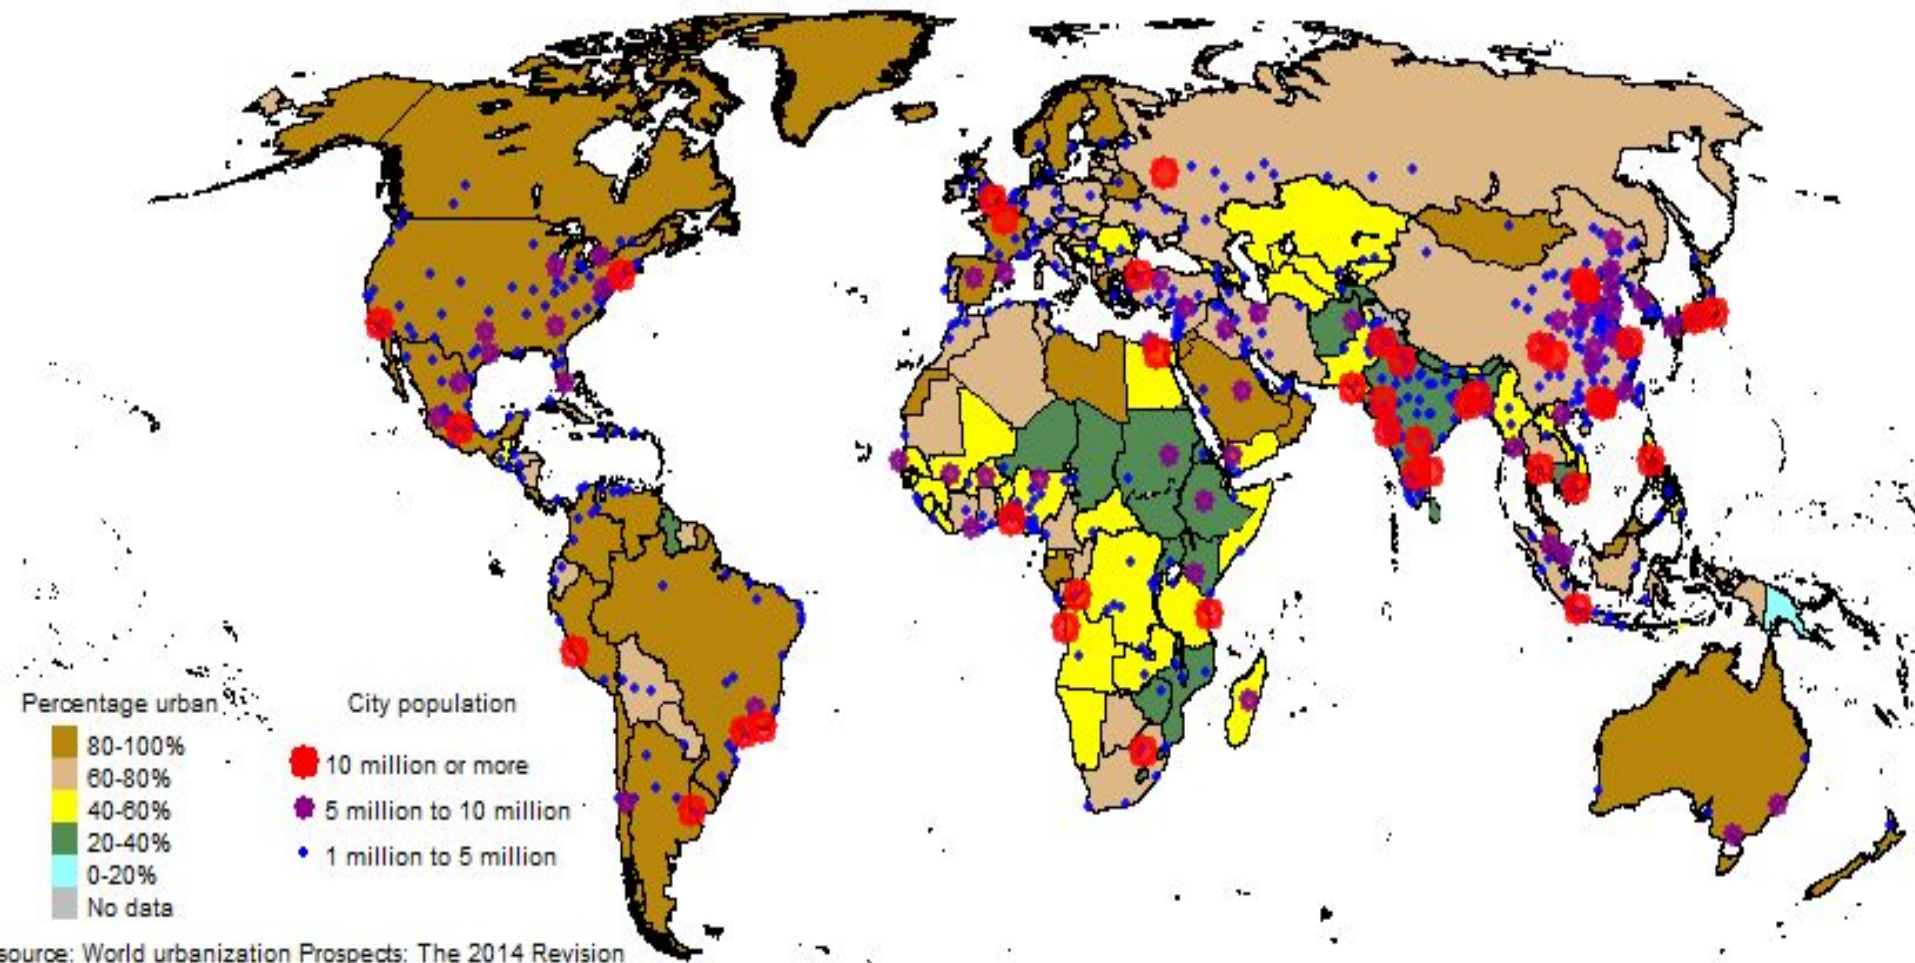 Percentage urban
80-100%
60-80%
40-60%
20-40%
0-20%
No data
City population
10 million or more
5 million to 10 million
1 million to 5 million
source: World urbanization Prospects: The 2014 Revision